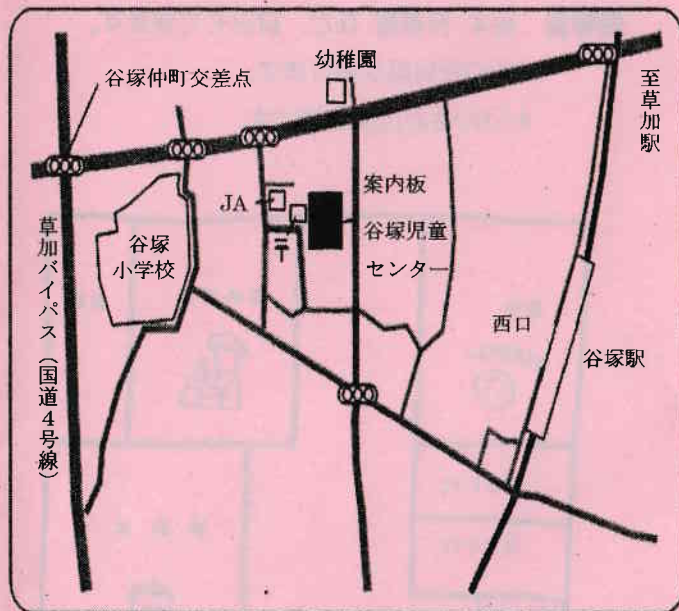 幼稚園
谷塚仲町交差点
至草加駅
JA
案内板
谷塚児童
センター
谷塚
小学校
草加バイパス(国道4号線)
西口
谷塚駅
〒